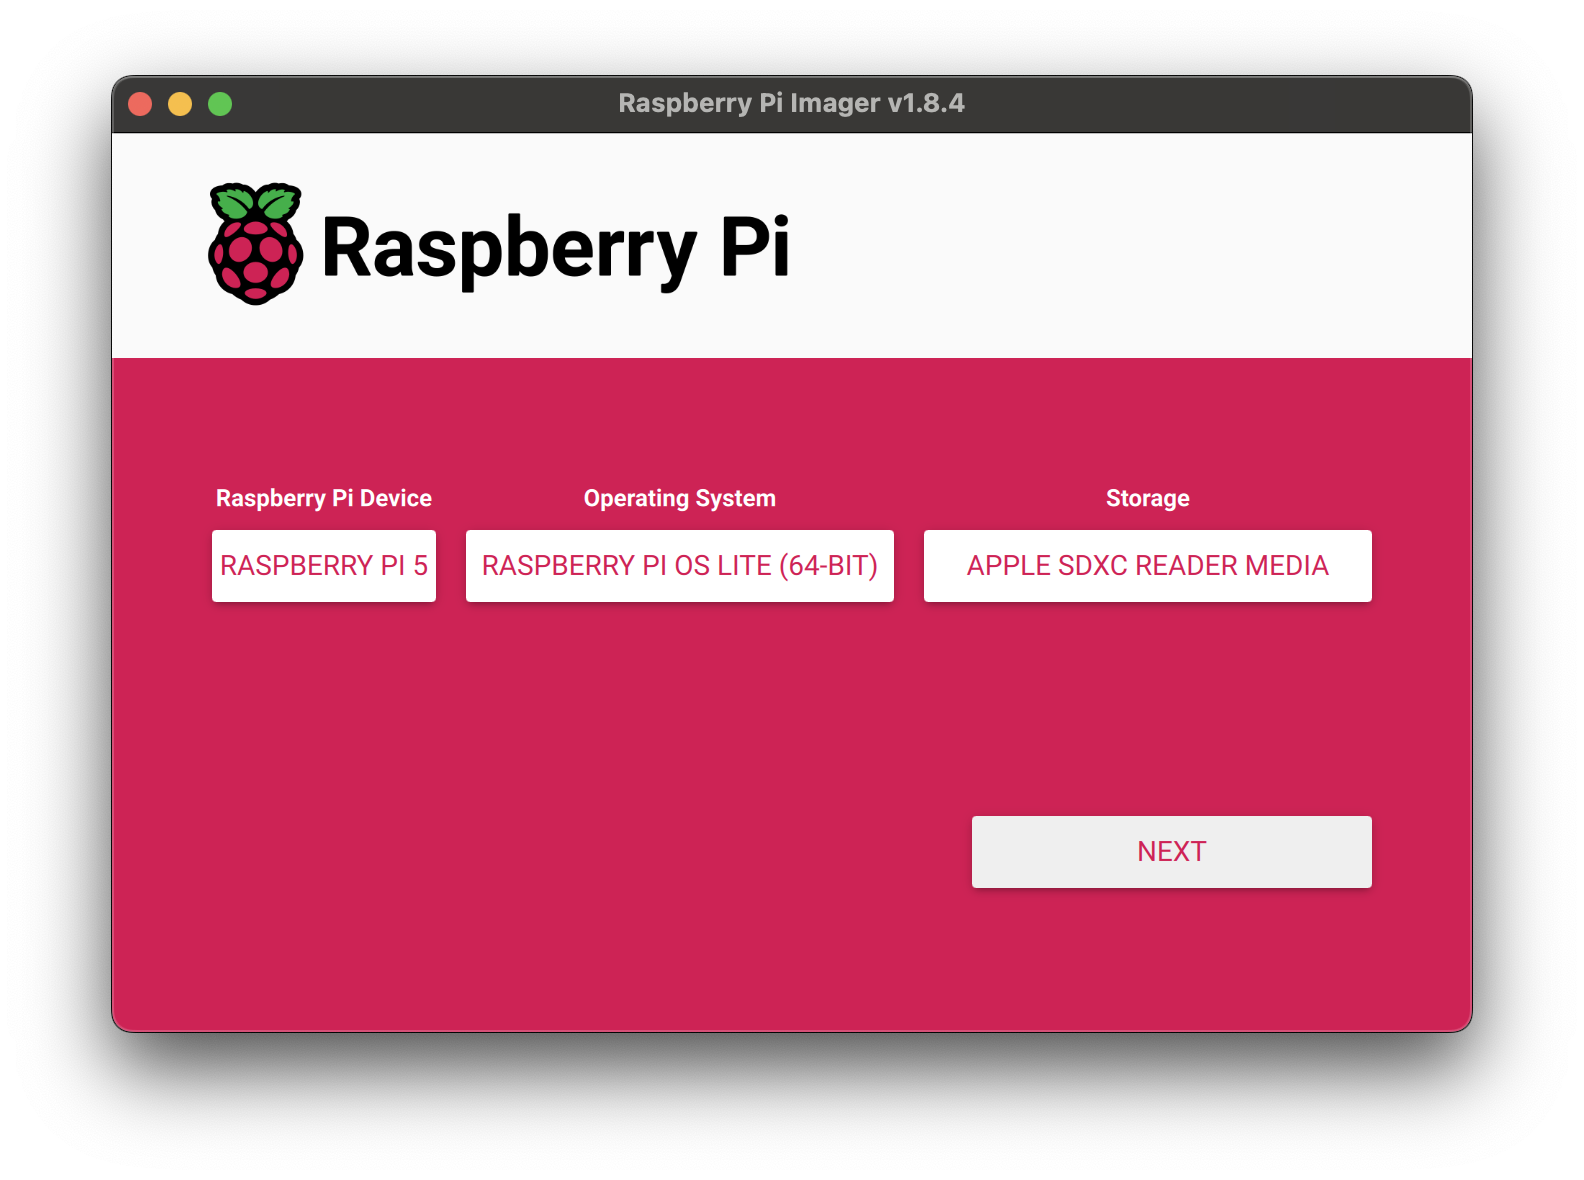 Raspberry Pi Imager v1.8.4
Raspberry Pi
Raspberry Pi Device
Operating System
Storage
RASPBERRY PI 5
RASPBERRY PI OS LITE (64-BIT)
APPLE SDXC READER MEDIA
NEXT